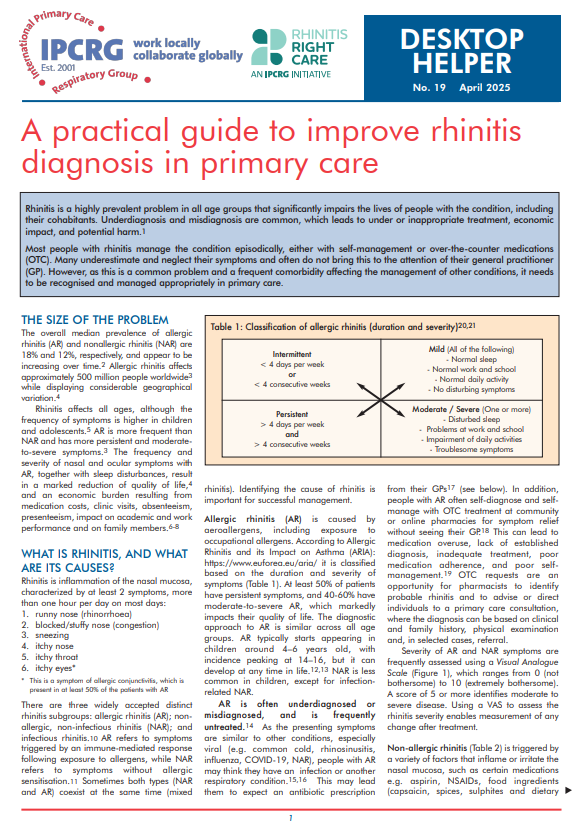 International Primary Care
Respiratory Group
IPCRG
Est. 2001
work locally
collaborate globally
RHINITIS
RIGHT
CARE
AN IPCRG INITIATIVE
DESKTOP
HELPER
No. 19 April 2025
A practical guide to improve rhinitis
diagnosis in primary care
Rhinitis is a highly prevalent problem in all age groups that significantly impairs the lives of people with the condition, including
their cohabitants. Underdiagnosis and misdiagnosis are common, which leads to under or inappropriate treatment, economic
impact, and potential harm.1
Most people with rhinitis manage the condition episodically, either with self-management or over-the-counter medications
(OTC). Many underestimate and neglect their symptoms and often do not bring this to the attention of their general practitioner
(GP). However, as this is a common problem and a frequent comorbidity affecting the management of other conditions, it needs
to be recognised and managed appropriately in primary care.
THE SIZE OF THE PROBLEM
The overall median prevalence of allergic
rhinitis (AR) and nonallergic rhinitis (NAR) are
18% and 12%, respectively, and appear to be
increasing over time.2 Allergic rhinitis affects
approximately 500 million people worldwide3
while displaying considerable geographical
variation.4
Rhinitis affects all ages, although the
frequency of symptoms is higher in children
and adolescents.5 AR is more frequent than
NAR and has more persistent and moderate-
to-severe symptoms.3 The frequency and
severity of nasal and ocular symptoms with
AR, together with sleep disturbances, result
in a marked reduction of quality of life,4
and an economic burden resulting from
medication costs, clinic visits, absenteeism,
presenteeism, impact on academic and work
performance and on family members.6-8
WHAT IS RHINITIS, AND WHAT
ARE ITS CAUSES?
Rhinitis is inflammation of the nasal mucosa,
characterized by at least 2 symptoms, more
than one hour per day on most days:
1. runny nose (rhinorrhoea)
2. blocked/stuffy nose (congestion)
3. sneezing
4. itchy nose
5. itchy throat
6. itchy eyes*
* This is a symptom of allergic conjunctivitis, which is
present in at least 50% of the patients with AR
There are three widely accepted distinct
rhinitis subgroups: allergic rhinitis (AR); non-
allergic, non-infectious rhinitis (NAR); and
infectious rhinitis.10 AR refers to symptoms
triggered by an immune-mediated response
following exposure to allergens, while NAR
refers to symptoms without allergic
sensitisation.11 Sometimes both types (NAR
and AR) coexist at the same time (mixed
Table 1: Classification of allergic rhinitis (duration and severity)20,21
Intermittent
< 4 days per week
or
< 4 consecutive weeks
Mild (All of the following)
- Normal sleep
- Normal work and school
- Normal daily activity
- No disturbing symptoms
Persistent
> 4 days per week
and
> 4 consecutive weeks
Moderate / Severe (One or more)
- Disturbed sleep
- Problems at work and school
- Impairment of daily activities
- Troublesome symptoms
rhinitis). Identifying the cause of rhinitis is
important for successful management.
Allergic rhinitis (AR) is caused by
aeroallergens, including exposure to
occupational allergens. According to Allergic
Rhinitis and its Impact on Asthma (ARIA):
https://www.euforea.eu/aria/ it is classified
based on the duration and severity of
symptoms (Table 1). At least 50% of patients
have persistent symptoms, and 40-60% have
moderate-to-severe AR, which markedly
impacts their quality of life. The diagnostic
approach to AR is similar across all age
groups. AR typically starts appearing in
children around 4–6 years old, with
incidence peaking at 14–16, but it can
develop at any time in life.12,13 NAR is less
common in children, except for infection-
related NAR.
AR is often underdiagnosed or
misdiagnosed, and is frequently
untreated.14 As the presenting symptoms
are similar to other conditions, especially
viral (e.g. common cold, rhinosinusitis,
influenza, COVID-19, NAR), people with AR
may think they have an infection or another
respiratory condition.15,16 This may lead
them to expect an antibiotic prescription
from their GPs17 (see below). In addition,
people with AR often self-diagnose and self-
manage with OTC treatment at community
or online pharmacies for symptom relief
without seeing their GP.18 This can lead to
medication overuse, lack of established
diagnosis, inadequate treatment, poor
medication adherence, and poor self-
management.19 OTC requests are an
opportunity for pharmacists to identify
probable rhinitis and to advise or direct
individuals to a primary care consultation,
where the diagnosis can be based on clinical
and family history, physical examination
and, in selected cases, referral.
Severity of AR and NAR symptoms are
frequently assessed using a Visual Analogue
Scale (Figure 1), which ranges from 0 (not
bothersome) to 10 (extremely bothersome).
A score of 5 or more identifies moderate to
severe disease. Using a VAS to assess the
rhinitis severity enables measurement of any
change after treatment.
Non-allergic rhinitis (Table 2) is triggered by
a variety of factors that inflame or irritate the
nasal mucosa, such as certain medications
e.g. aspirin, NSAIDs, food ingredients
(capsaicin, spices, sulphites and dietary
1